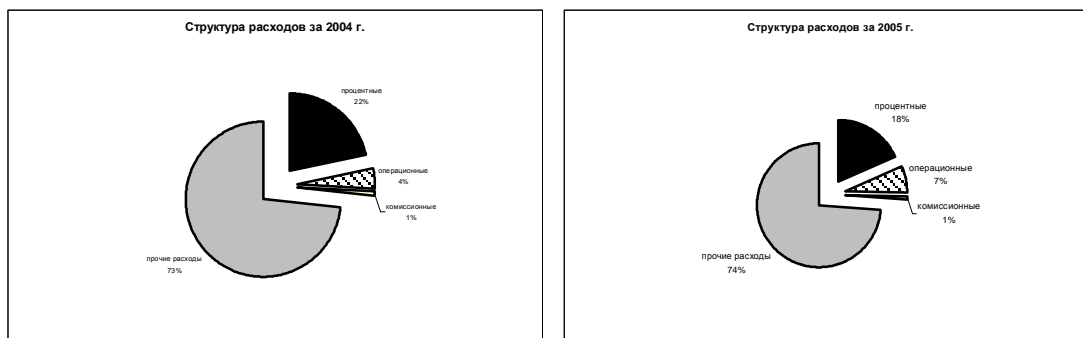 Структура расходов за 2004 г.
процентные
22%
операционные
4%
комиссионные
1%
прочие расходы
73%
Структура расходов за 2005 г.
процентные
18%
операционные
7%
комиссионные
1%
прочие расходы
74%